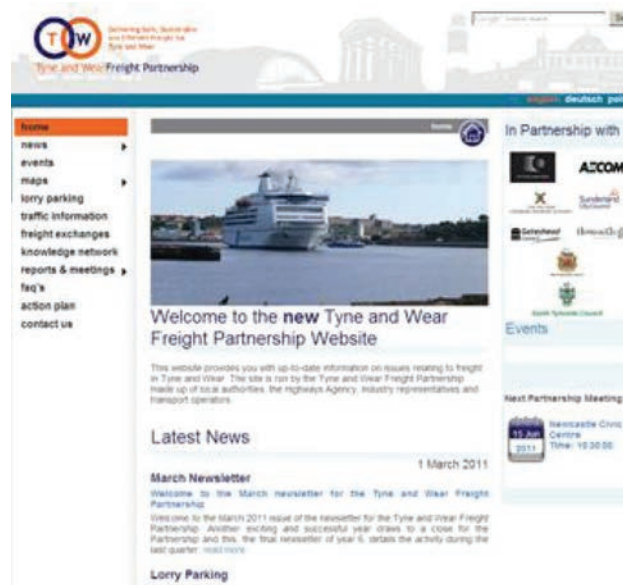 Delivering Safe, Sustainable
and Efficient Freight for
Tyne and Wear
TW
Tyne and Wear Freight Partnership
english deutsch
home
news
events
maps
lorry parking
traffic information
freight exchanges
knowledge network
reports & meetings
faq's
action plan
contact us
home
Welcome to the new Tyne and Wear
Freight Partnership Website
This website provides you with up-to-date information on issues relating to freight
in Tyne and Wear. The site is run by the Tyne and Wear Freight Partnership
made up of local authorities, the Highways Agency, industry representatives and
transport operators.
Latest News
1 March 2011
March Newsletter
Welcome to the March newsletter for the Tyne and Wear Freight
Partnership
Welcome to the March 2011 issue of the newsletter for the Tyne and Wear Freight
Partnership. Another exciting and successful year draws to a close for the
Partnership and this, the final newsletter of year 6, details the activity during the
last quarter. read more
Lorry Parking
In Partnership with
AECOM
Sunderland
City Council
Gateshead
South Tyneside Council
Events
Next Partnership Meeting
15 Jun
2011
Newcastle Civic
Centre
Time: 10:30:00